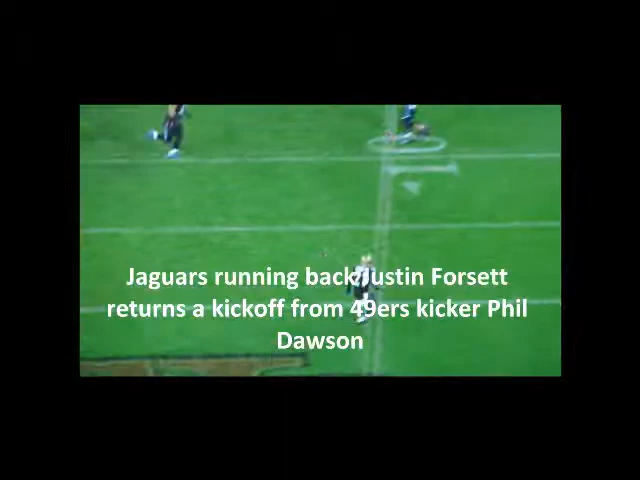 Jaguars running back Justin Forsett
returns a kickoff from 49ers kicker Phil
Dawson